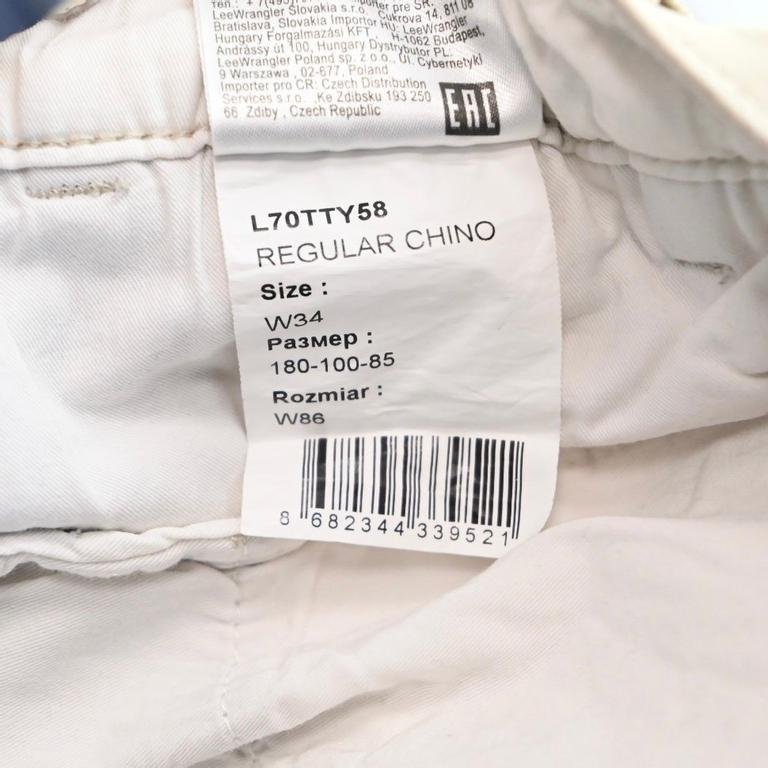 LeeWrangler Slovakia s.r.o., Cukrova 14, 811 08
Bratislava, Slovakia Importor HU: LeeWrangler
Hungary Forgalmazási KFT , H-1062 Budapest,
Andrássy út 100, Hungary Dystrybutor PL:
LeeWrangler Poland sp. z o.o., Ul. Cybernetyki
9 Warszawa , 02-677, Poland
Importer pro CR: Czech Distribution
Services s.r.o. ,Ke Zdibsku 193 250
66 Zdiby , Czech Republic
EAC
L70TTY58
REGULAR CHINO
Size :
W34
Размер :
180-100-85
Rozmiar :
W86
8 682344 339521